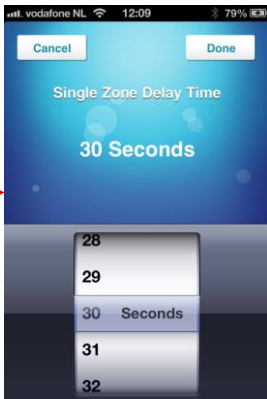 vodafone NL 12:09 79%
Cancel Done
Single Zone Delay Time
30 Seconds
28
29
30 Seconds
31
32